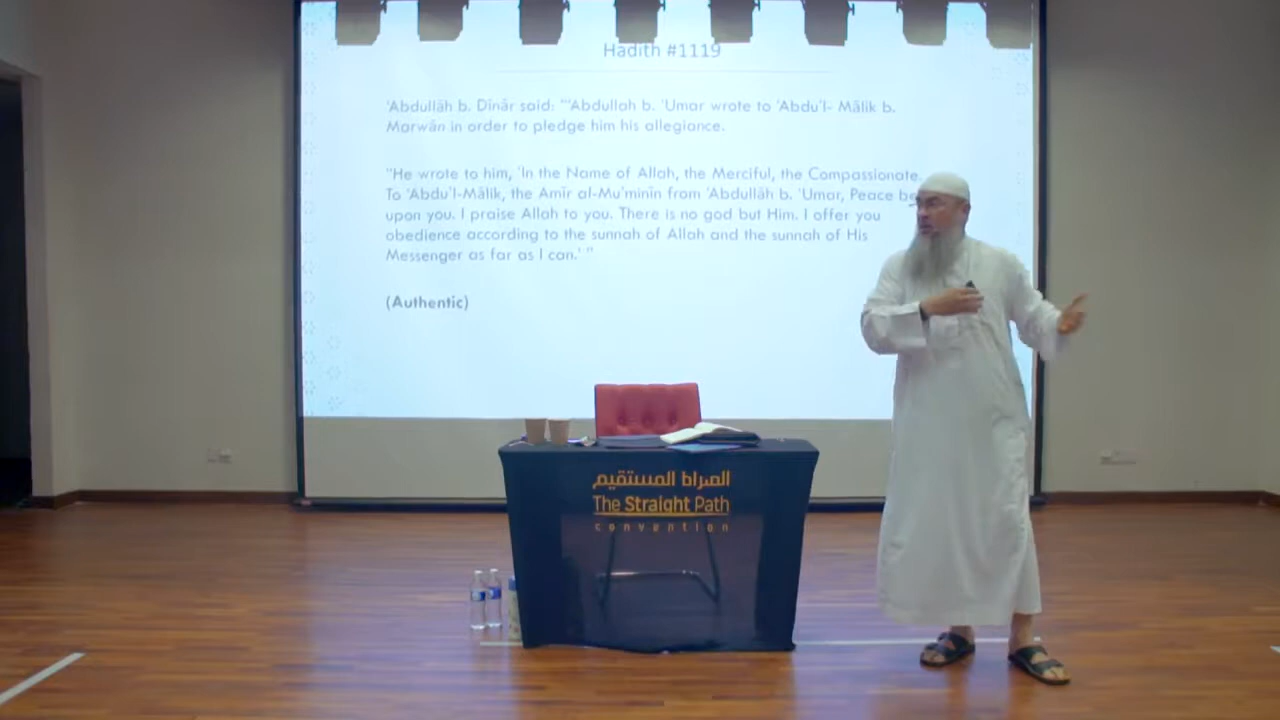 Hadith #1119
'Abdullāh b. Dīnār said: "'Abdullah b. 'Umar wrote to 'Abdu'l- Mālik b.
Marwān in order to pledge him his allegiance.
"He wrote to him, 'In the Name of Allah, the Merciful, the Compassionate.
To 'Abdu'l-Mālik, the Amīr al-Mu'minīn from 'Abdullāh b. 'Umar, Peace be
upon you. I praise Allah to you. There is no god but Him. I offer you
obedience according to the sunnah of Allah and the sunnah of His
Messenger as far as I can.' "
(Authentic)
الصراط المستقيم
The Straight Path
convention